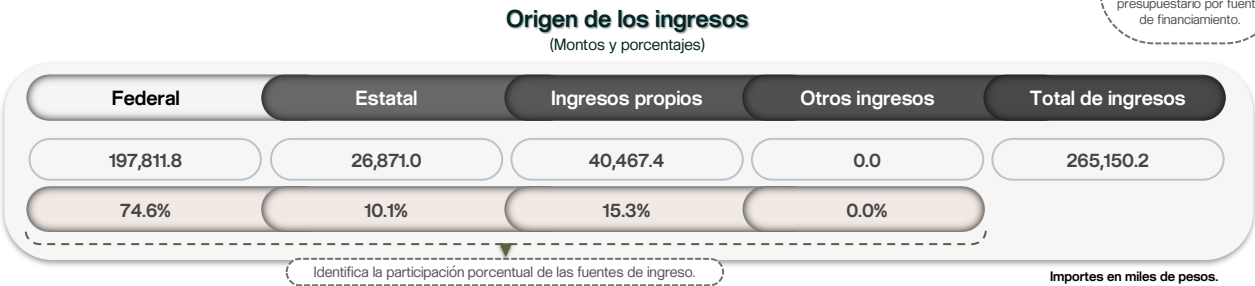 presupuestario por fuent
de financiamiento.
Origen de los ingresos
(Montos y porcentajes)
Federal Estatal Ingresos propios Otros ingresos Total de ingresos
197,811.8 26,871.0 40,467.4 0.0 265,150.2
74.6% 10.1% 15.3% 0.0%
Identifica la participación porcentual de las fuentes de ingreso.
Importes en miles de pesos.